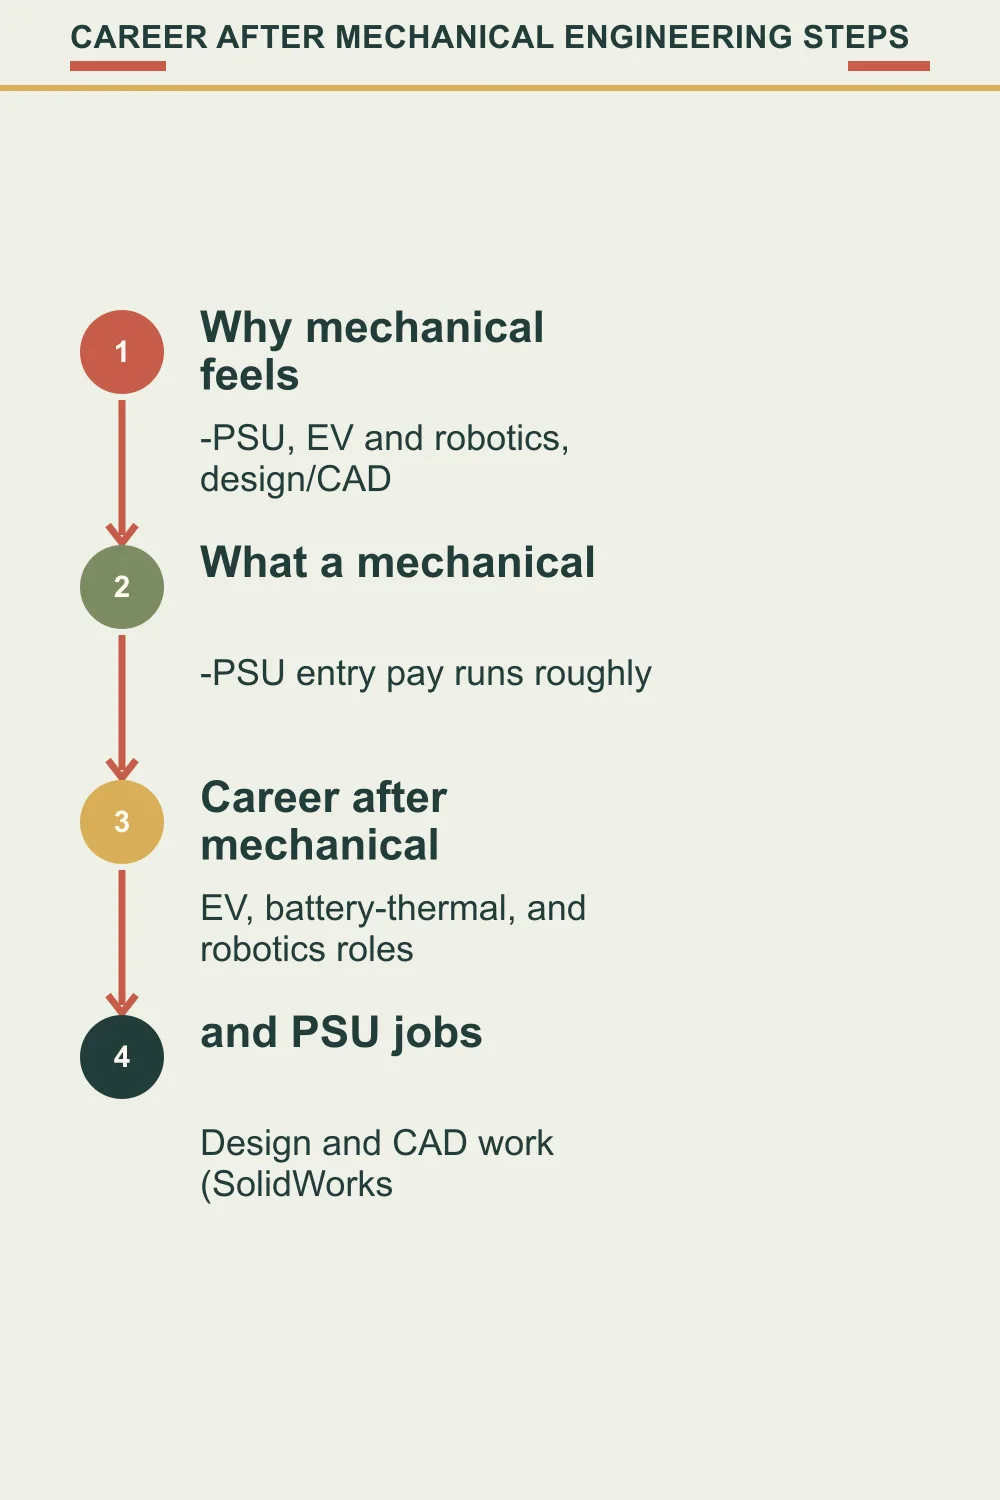 CAREER AFTER MECHANICAL ENGINEERING STEPS
1
Why mechanical
feels
-PSU, EV and robotics,
design/CAD
2
What a mechanical
-PSU entry pay runs roughly
3
Career after
mechanical
EV, battery-thermal, and
robotics roles
4
and PSU jobs
Design and CAD work
(SolidWorks